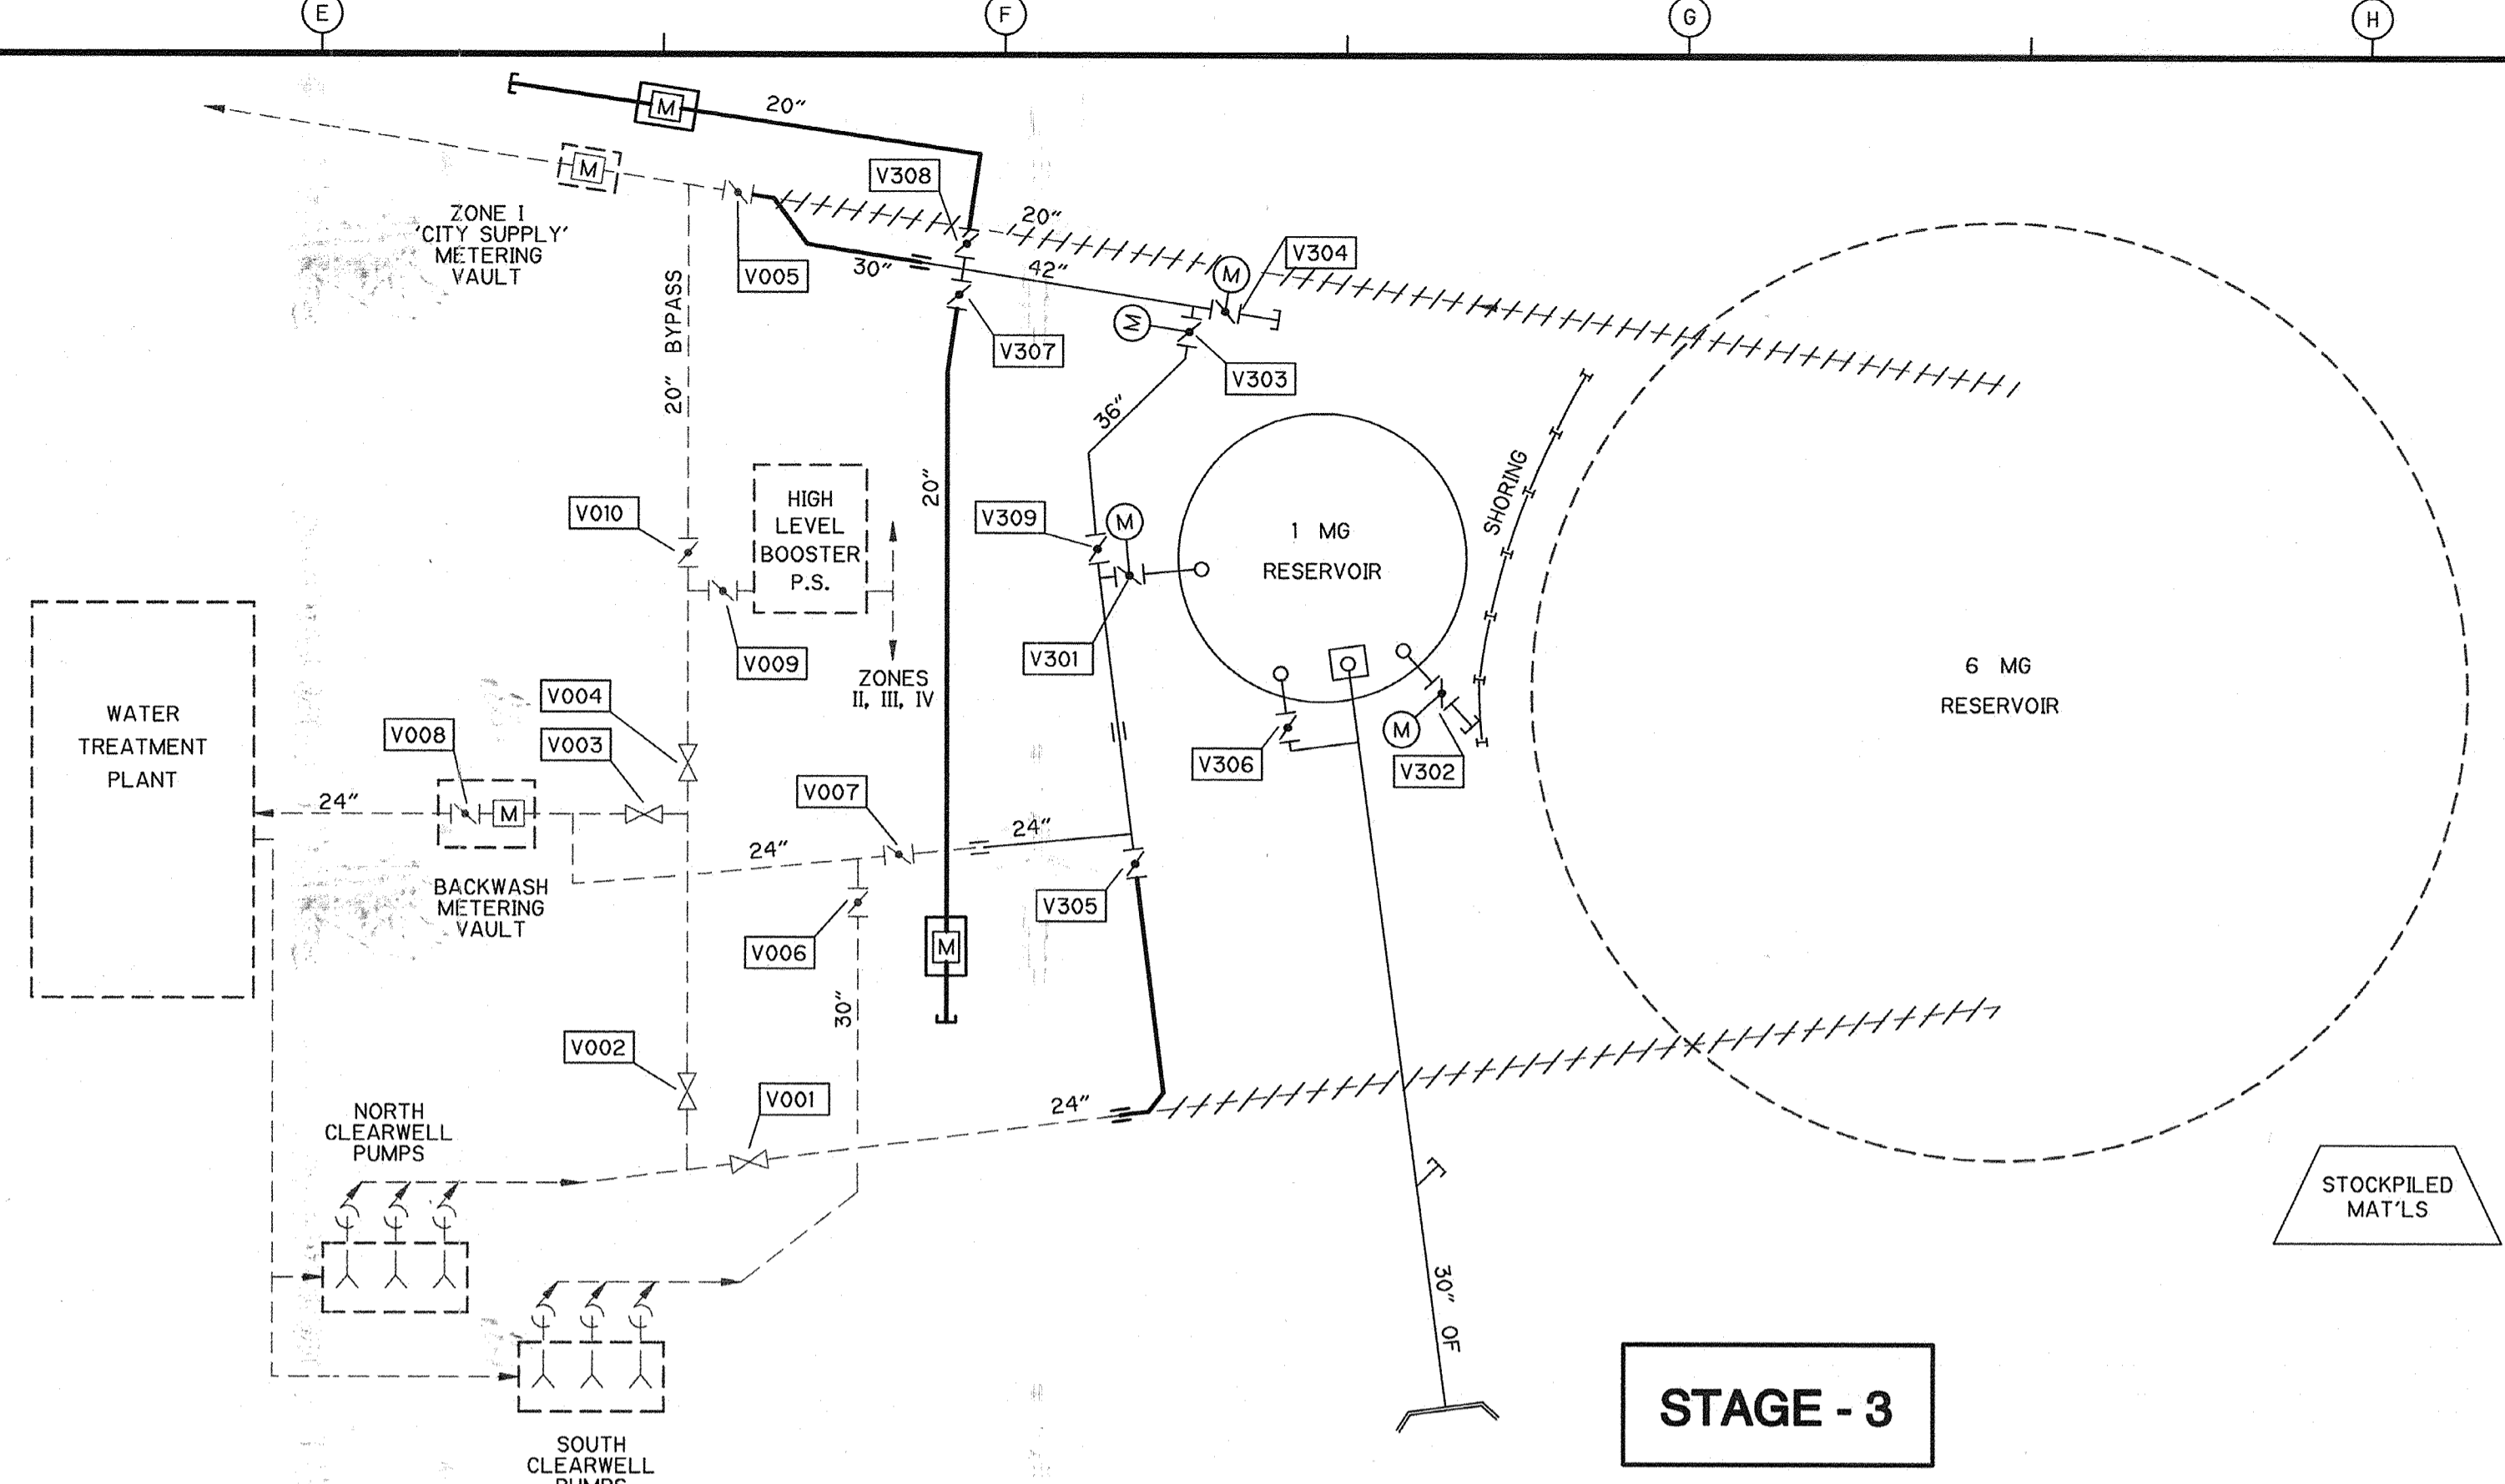 E
F
G
H
M
20"
M
ZONE I
'CITY SUPPLY'
METERING
VAULT
V308
20"
V005
30"
42"
M
V304
M
V307
V303
20" BYPASS
36"
20"
V010
HIGH
LEVEL
BOOSTER
P.S.
V309
M
1 MG
RESERVOIR
SHORING
V009
V301
ZONES
II, III, IV
6 MG
RESERVOIR
WATER
TREATMENT
PLANT
V004
V003
V008
24"
M
V007
24"
24"
V306
M
V302
BACKWASH
METERING
VAULT
V305
V006
M
30"
V002
V001
24"
NORTH
CLEARWELL
PUMPS
STOCKPILED
MAT'LS
30" OF
STAGE - 3
SOUTH
CLEARWELL
PUMPS